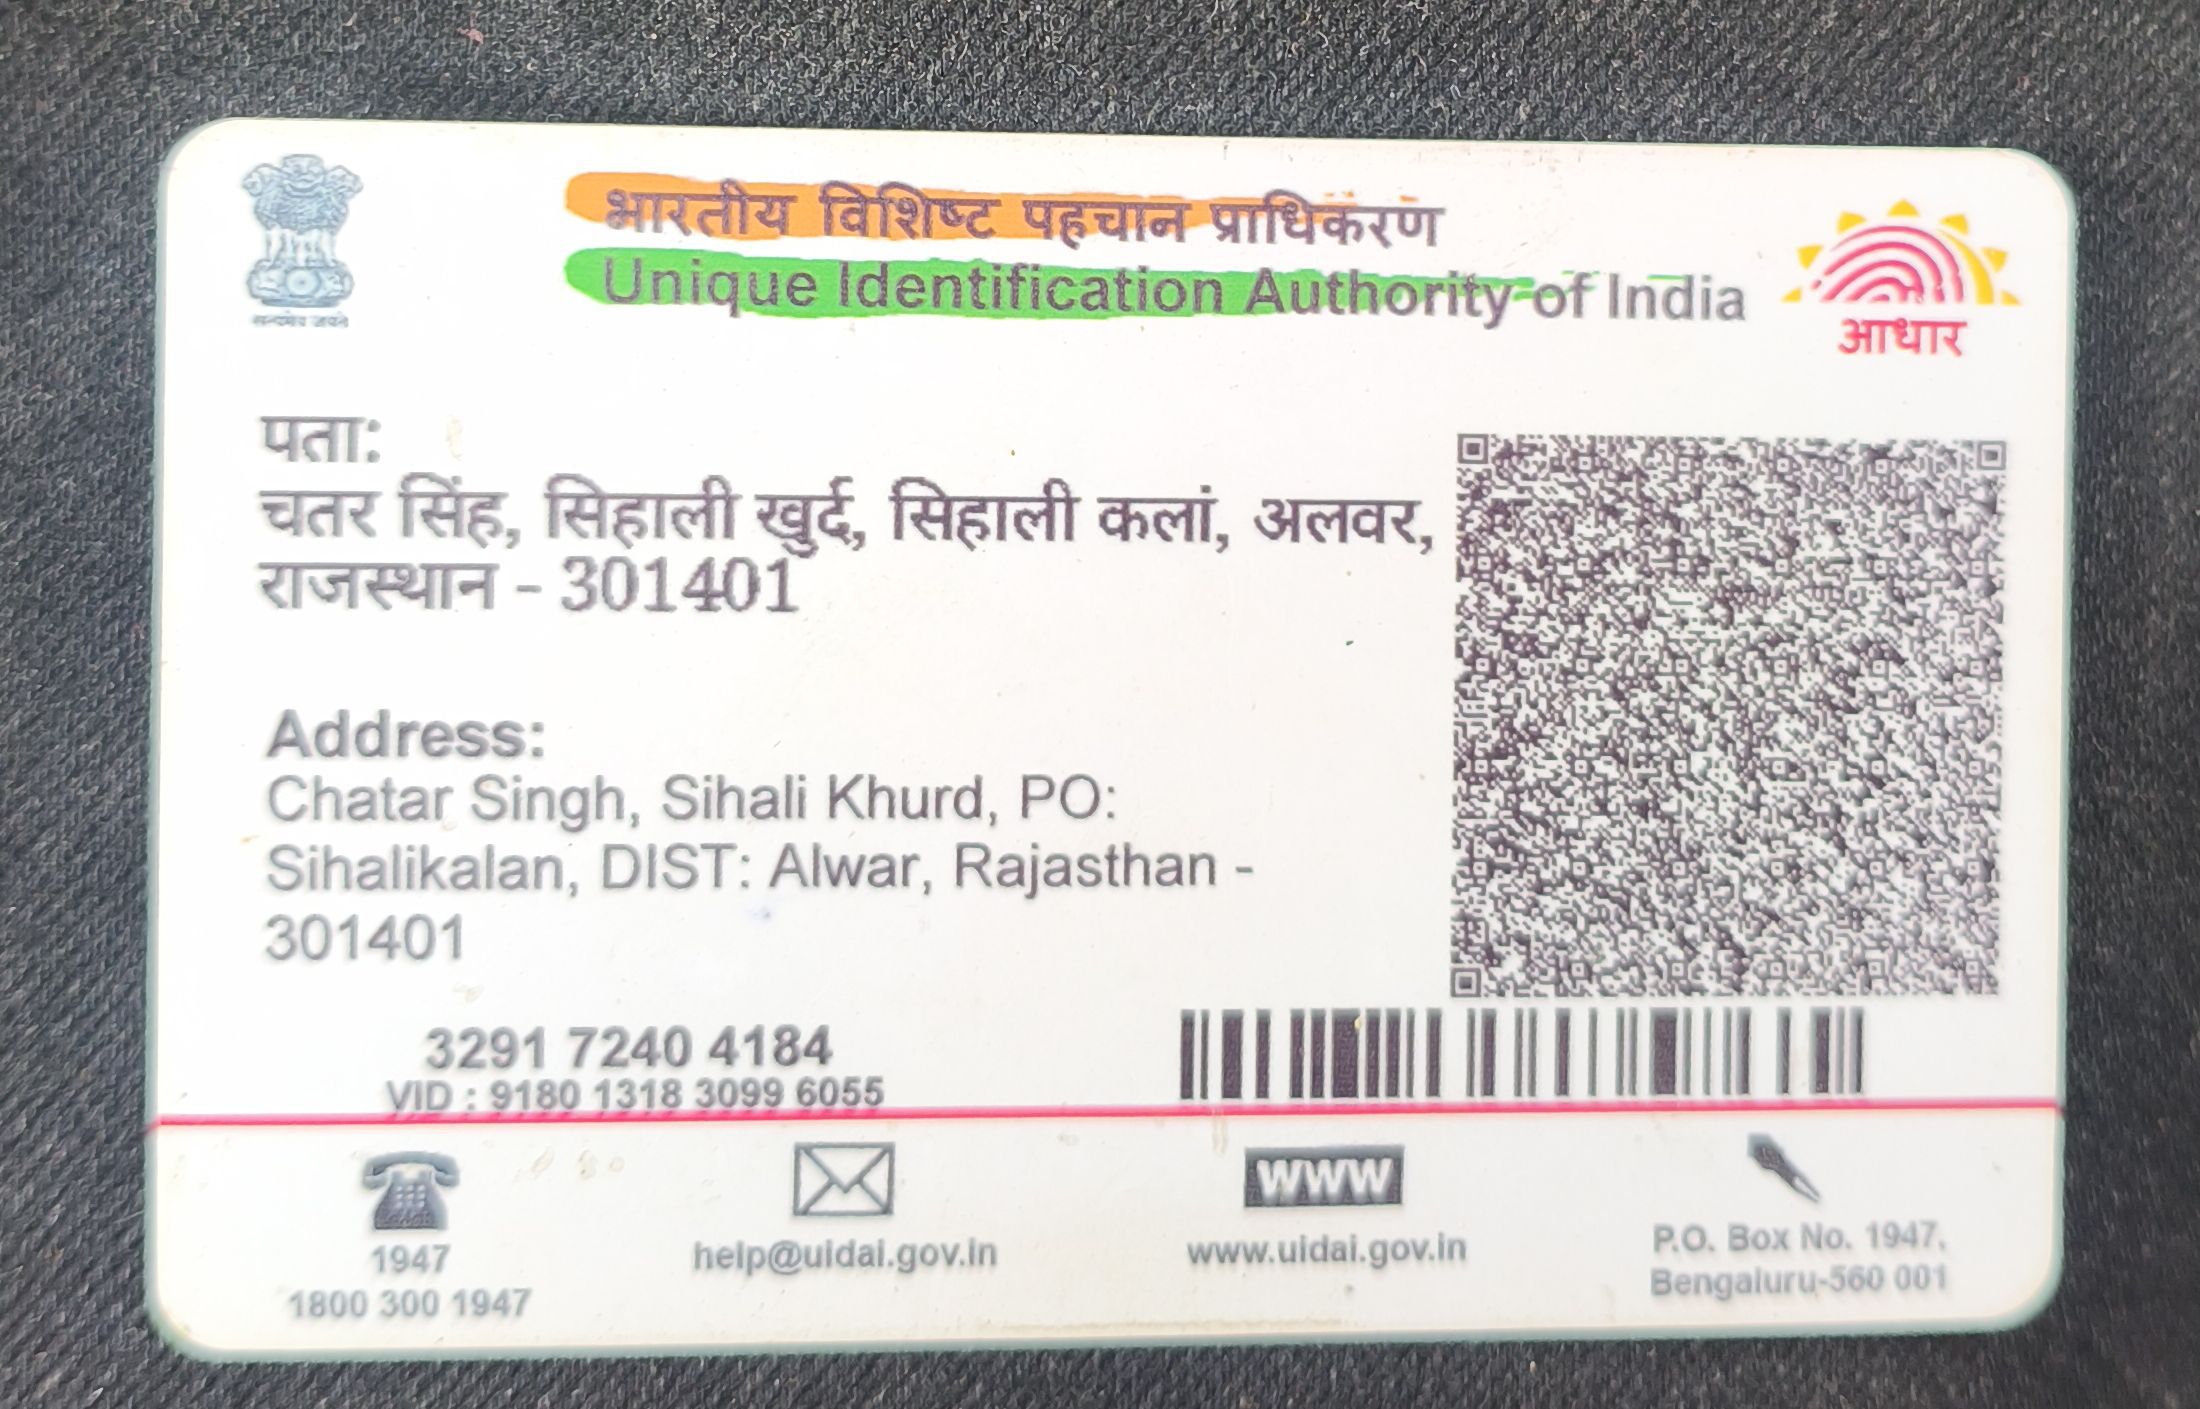 भारतीय विशिष्ट पहचान प्राधिकरण
Unique Identification Authority of India
सत्यमेव जयते
आधार
पता:
चतर सिंह, सिहाली खुर्द, सिहाली कलां, अलवर,
राजस्थान - 301401
Address:
Chatar Singh, Sihali Khurd, PO:
Sihalikalan, DIST: Alwar, Rajasthan -
301401
3291 7240 4184
VID : 9180 1318 3099 6055
1947
1800 300 1947
help@uidai.gov.in
www
www.uidai.gov.in
P.O. Box No. 1947,
Bengaluru-560 001